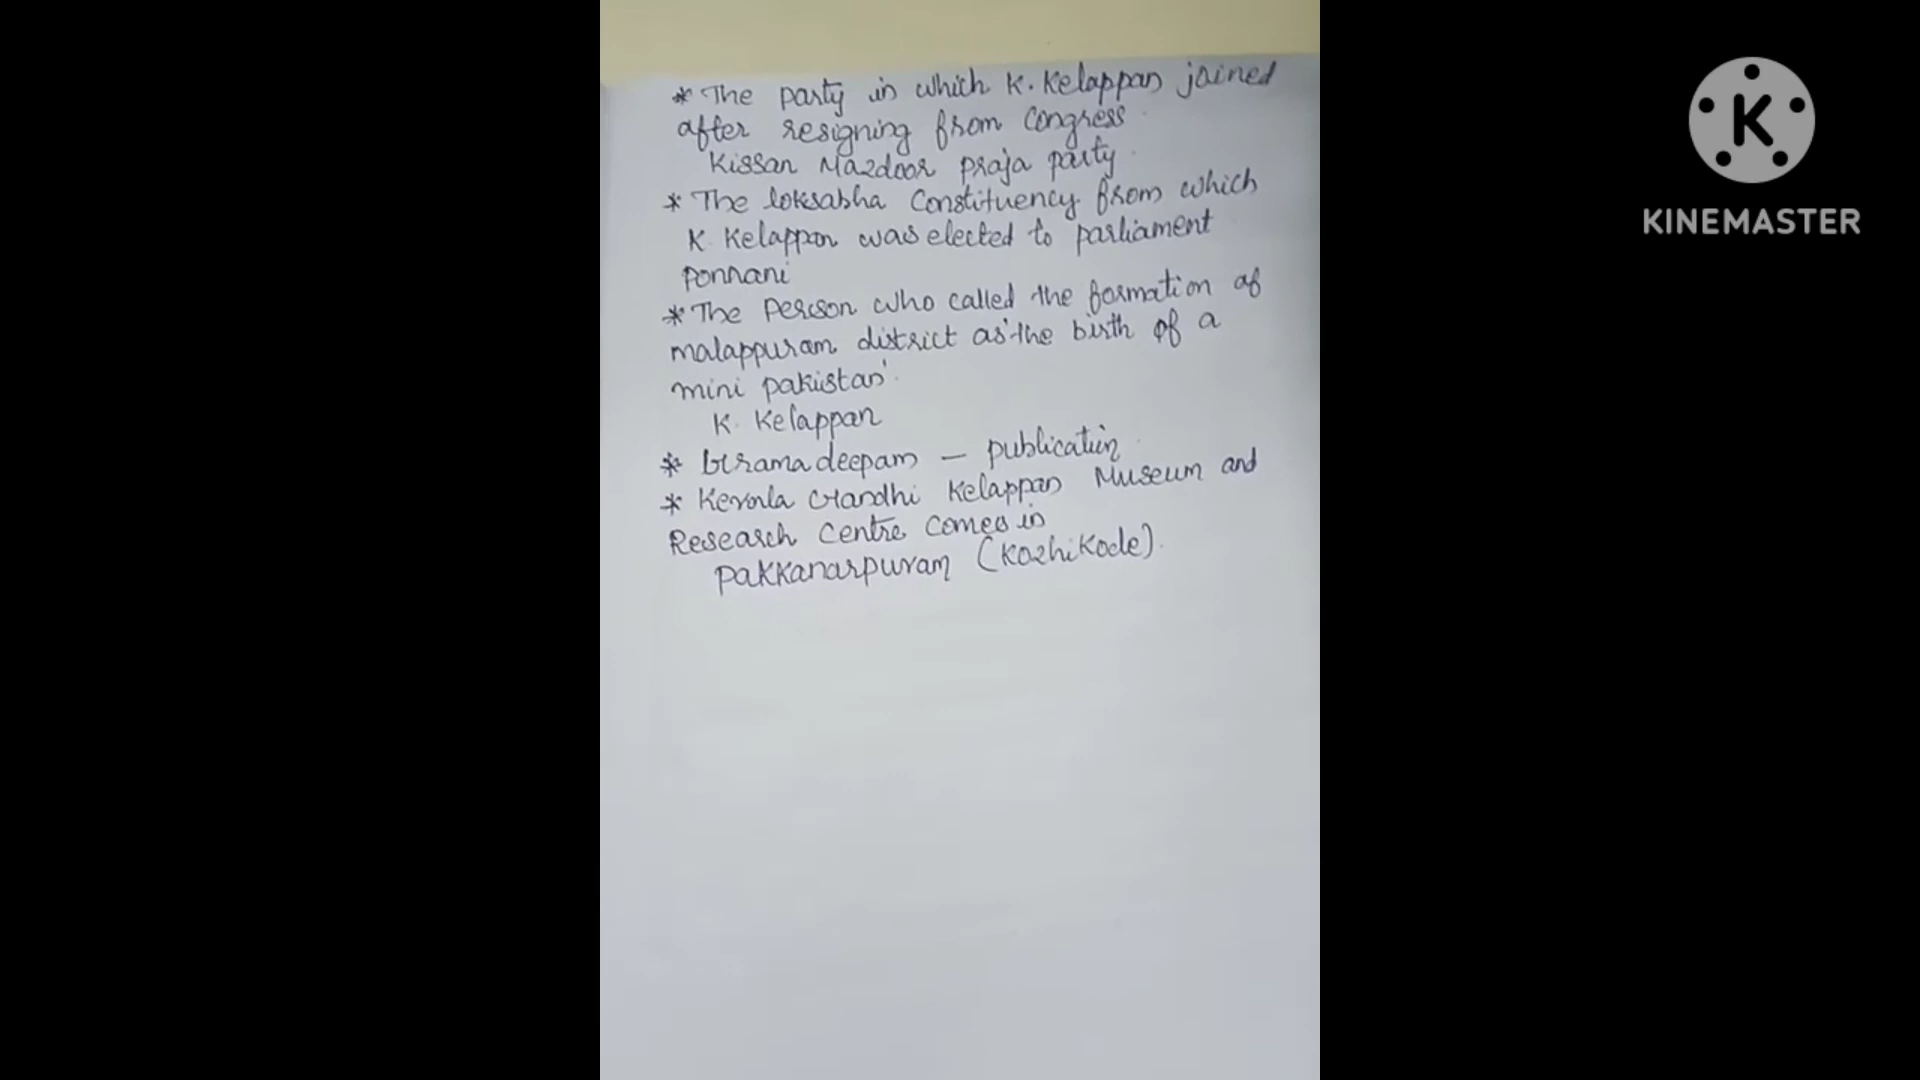 * The party in which K. Kelappan joined
after resigning from Congress
Kissan Mazdoor praja party
* The loksabha Constituency from which
K. Kelappan was elected to parliament
Ponnani
* The Person who called the formation of
malappuram district as 'the birth of a
mini pakistan'.
K. Kelappan
* Gramadeepam – publication
* Kerala Gandhi Kelappan Museum and
Research Centre comes in
Pakkanarpuram (Kozhikode).
K
KINEMASTER